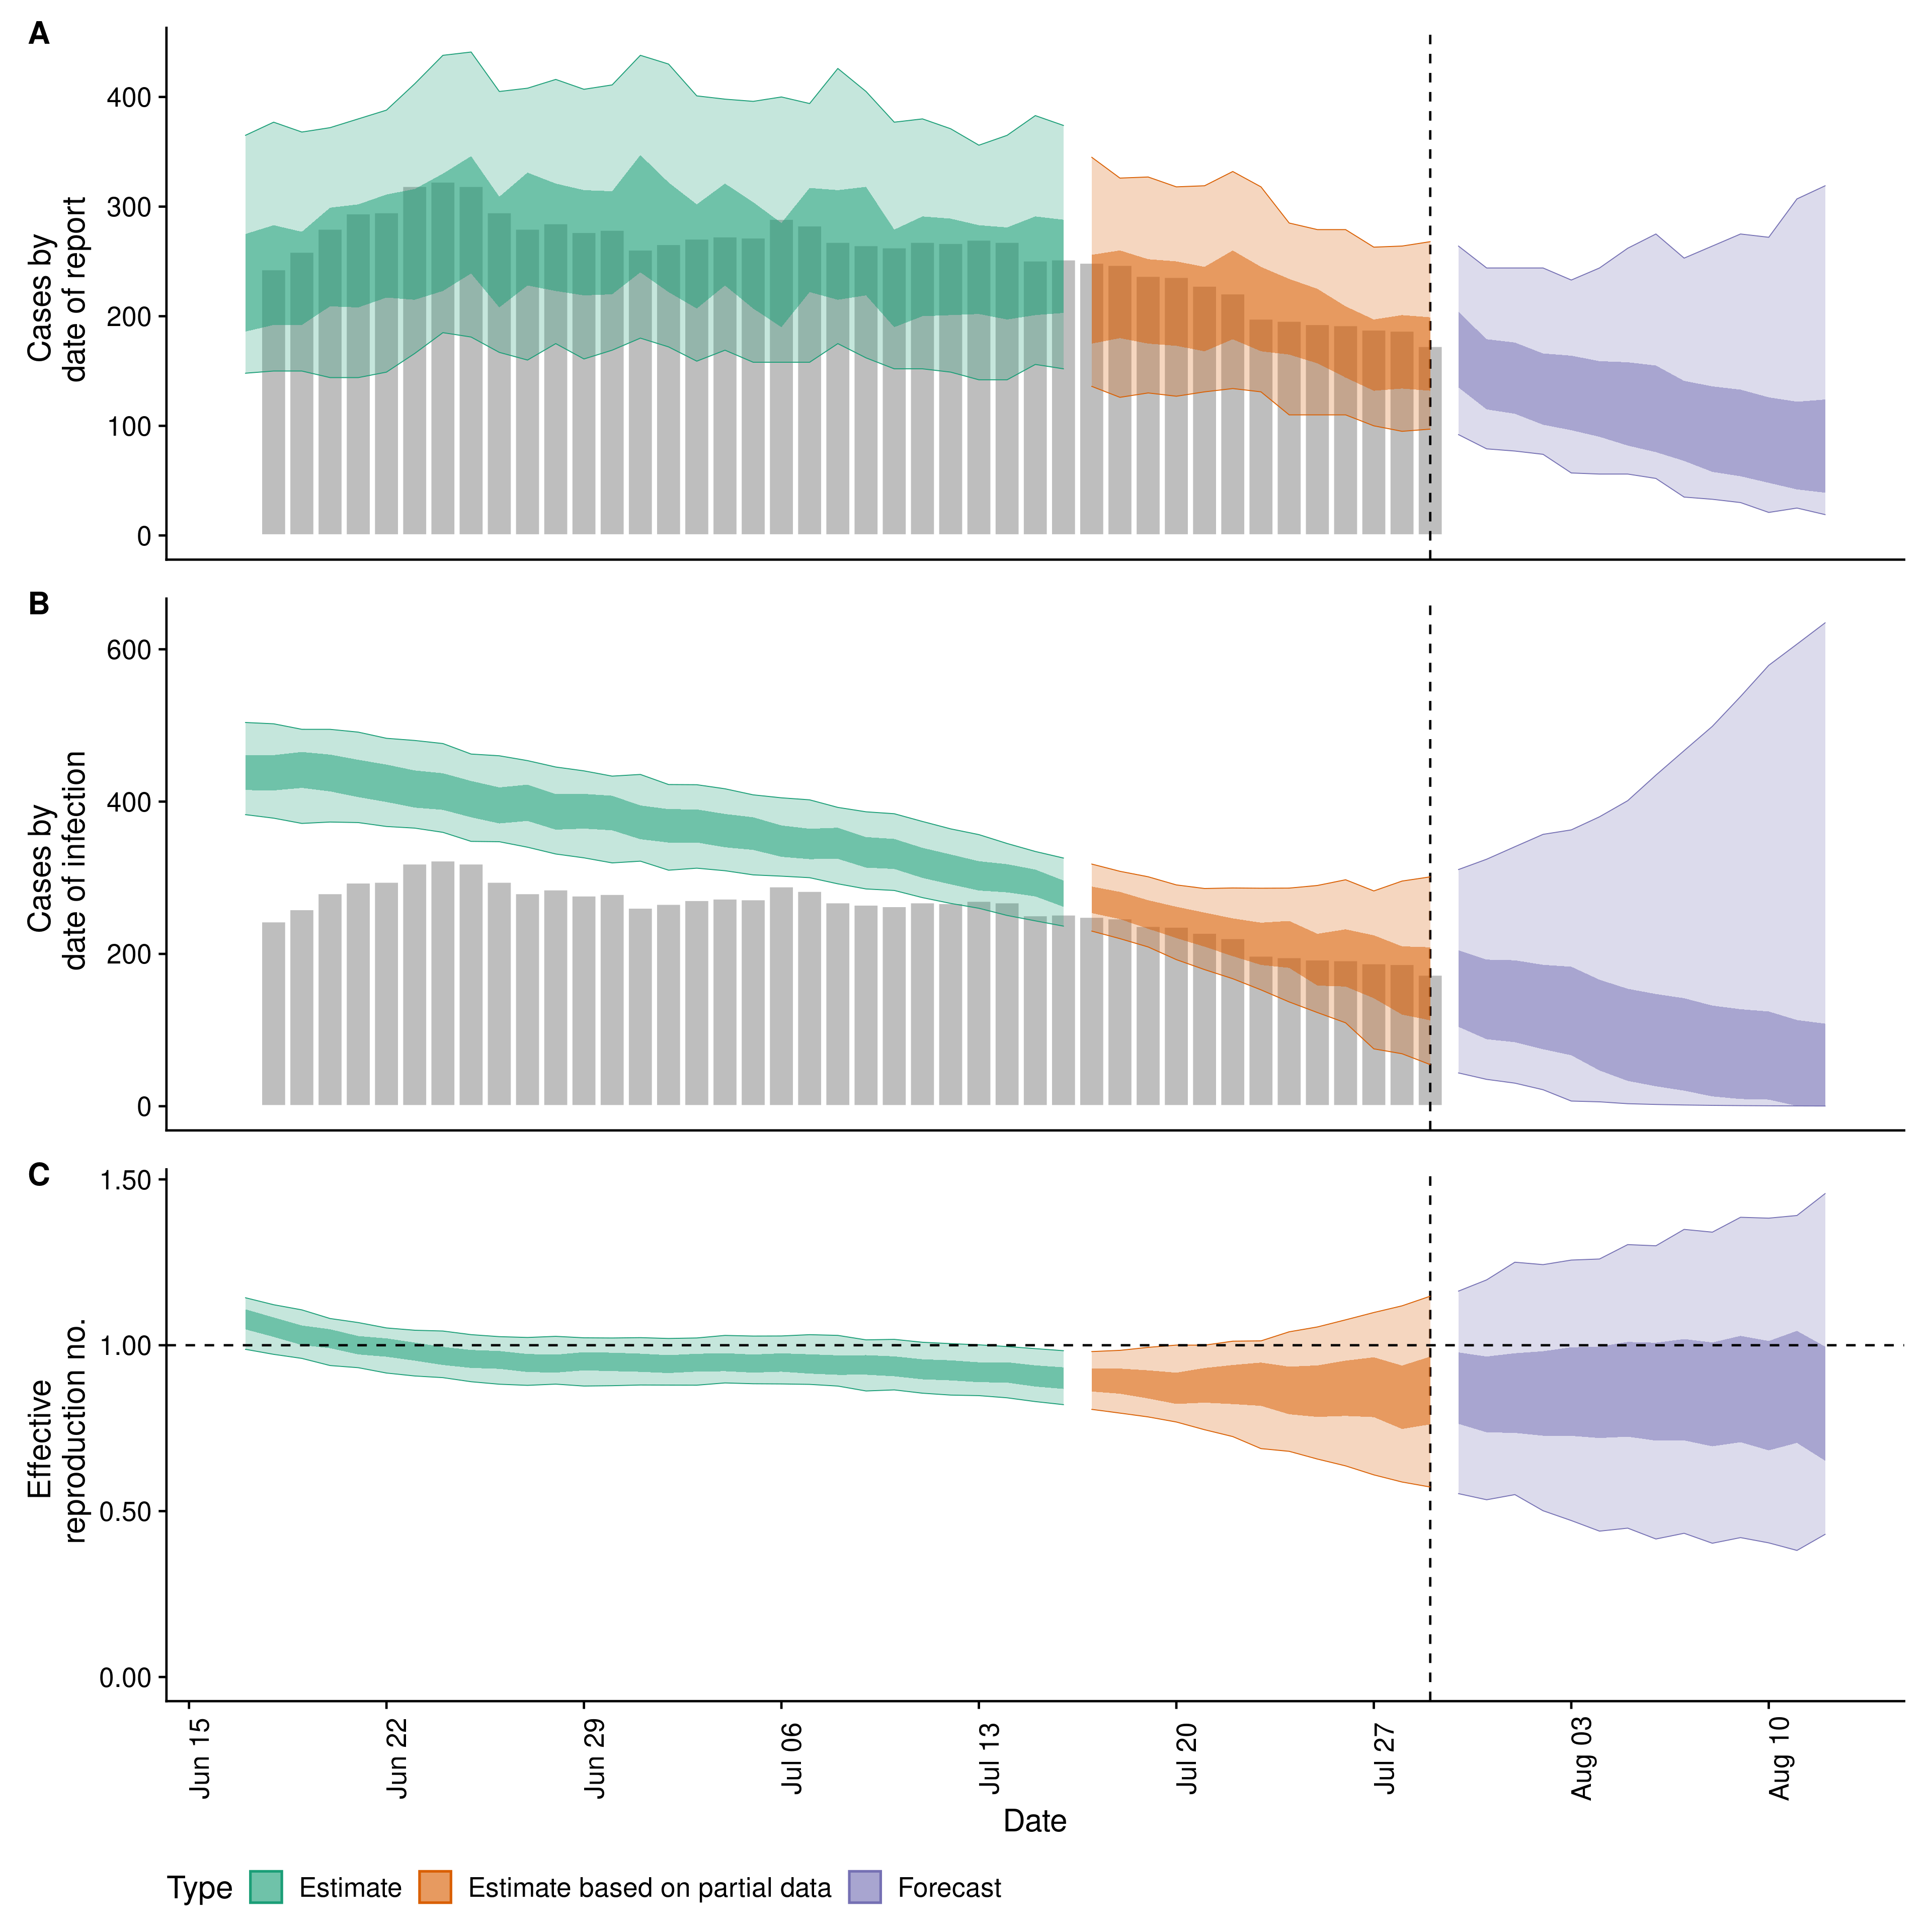 A
Cases by
date of report
400
300
200
100
0
B
Cases by
date of infection
600
400
200
0
C
Effective
reproduction no.
1.50
1.00
0.50
0.00
Jun 15
Jun 22
Jun 29
Jul 06
Jul 13
Jul 20
Jul 27
Aug 03
Aug 10
Date
Type
Estimate
Estimate based on partial data
Forecast